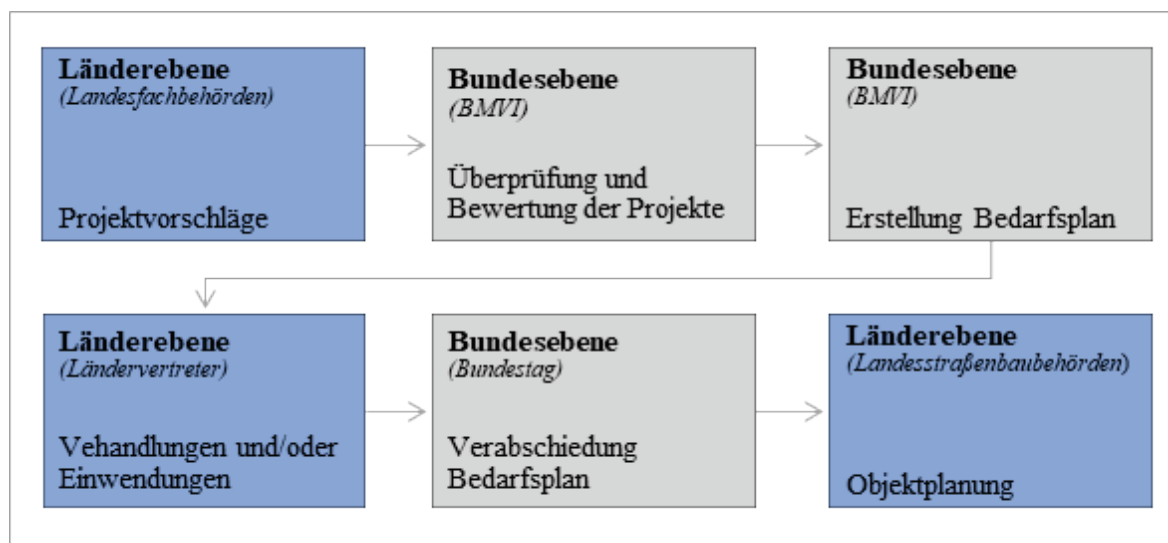 Länderebene
(Landesfachbehörden)
Projektvorschläge
Bundesebene
(BMVI)
Überprüfung und
Bewertung der Projekte
Bundesebene
(BMVI)
Erstellung Bedarfsplan
Länderebene
(Ländervertreter)
Vehandlungen und/oder
Einwendungen
Bundesebene
(Bundestag)
Verabschiedung
Bedarfsplan
Länderebene
(Landesstraßenbaubehörden)
Objektplanung